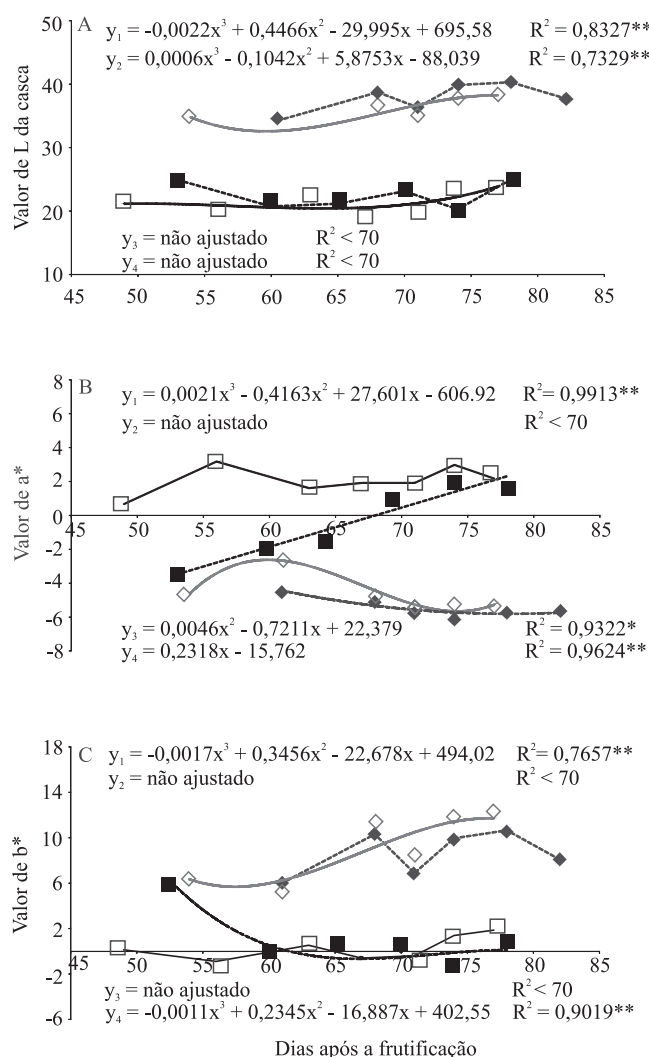 A y₁ = -0,0022x³ + 0,4466x² - 29,995x + 695,58 R² = 0,8327**
y₂ = 0,0006x³ - 0,1042x² + 5,8753x - 88,039 R² = 0,7329**
50
40
30
20
10
Valor de L da casca
y₃ = não ajustado R² < 70
y₄ = não ajustado R² < 70
45 50 55 60 65 70 75 80 85
B y₁ = 0,0021x³ - 0,4163x² + 27,601x - 606.92 R²= 0,9913**
y₂ = não ajustado R² < 70
8
6
4
2
0
-2
-4
-6
-8
Valor de a*
45 50 55 60 65 70 75 80 85
y₃ = 0,0046x² - 0,7211x + 22,379 R² = 0,9322*
y₄ = 0,2318x - 15,762 R² = 0,9624**
C y₁ = -0,0017x³ + 0,3456x² - 22,678x + 494,02 R²= 0,7657**
y₂ = não ajustado R² < 70
18
14
10
6
2
-2
-6
Valor de b*
45 50 55 60 65 70 75 80 85
y₃ = não ajustado R² < 70
y₄ = -0,0011x³ + 0,2345x² - 16,887x + 402,55 R² = 0,9019**
Dias após a frutificação